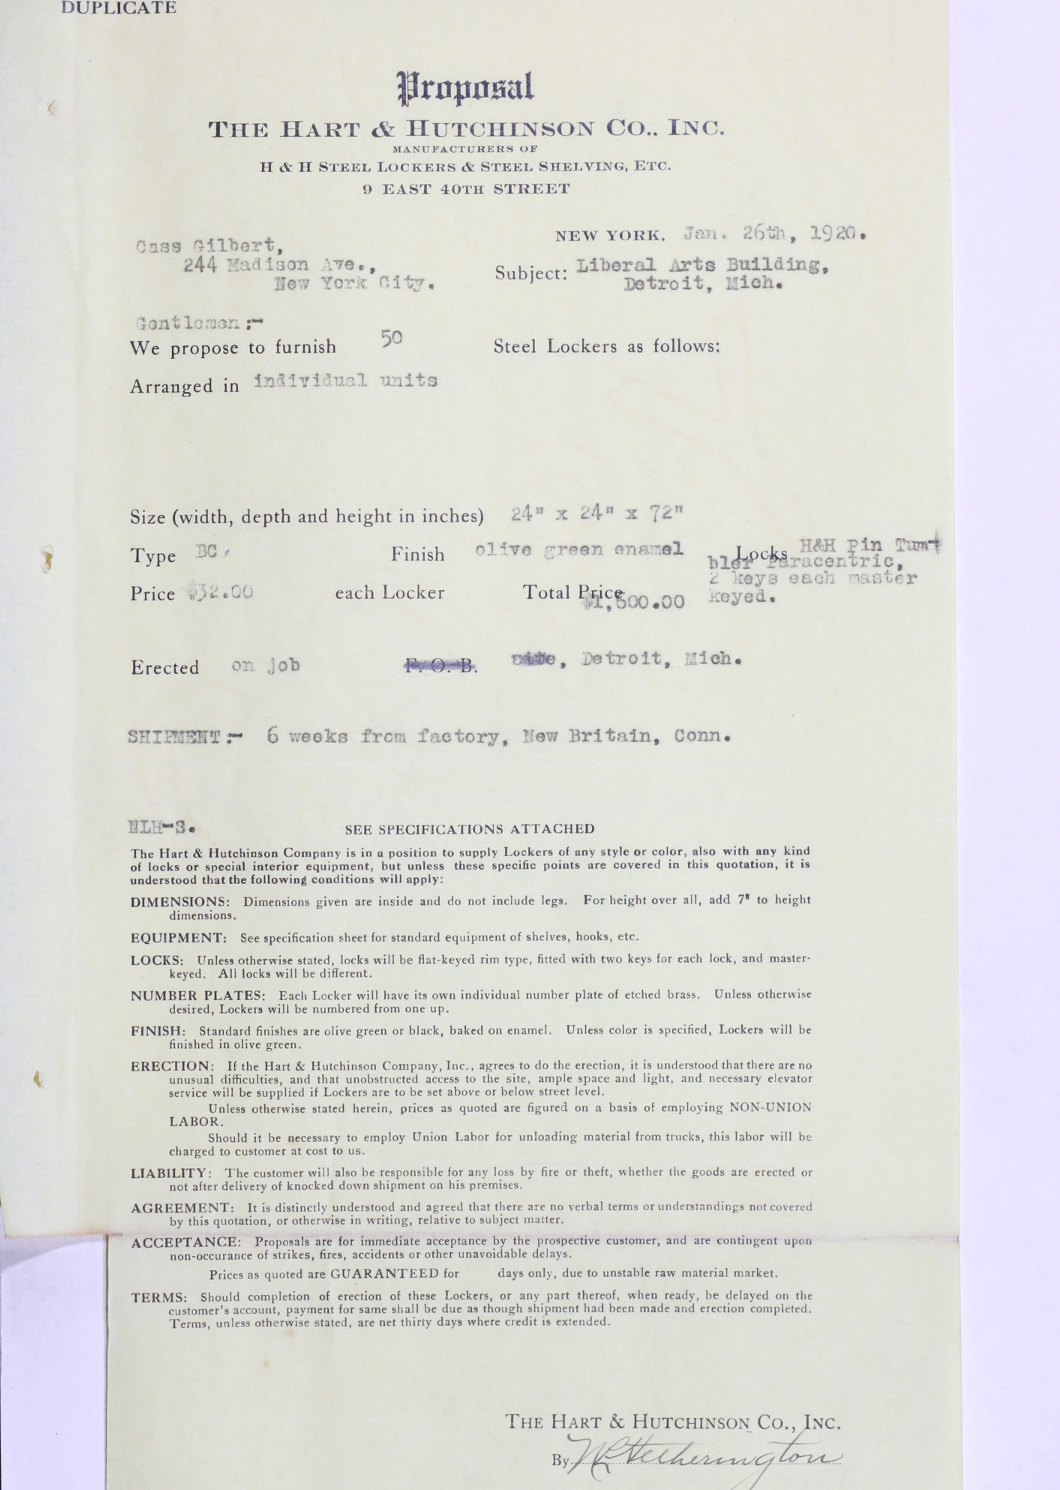 DUPLICATE
Proposal
THE HART & HUTCHINSON CO., INC.
MANUFACTURERS OF
H & H STEEL LOCKERS & STEEL SHELVING, ETC.
9 EAST 40TH STREET
NEW YORK, Jan. 26th, 1920.
Cass Gilbert,
244 Madison Ave.,
New York City.
Subject: Liberal Arts Building,
Detroit, Mich.
Gentlemen:-
We propose to furnish 50 Steel Lockers as follows:
Arranged in individual units
Size (width, depth and height in inches) 24" x 24" x 72"
Type BC Finish olive green enamel Locks H&H Pin Tum-
bler Paracentric,
2 keys each master
keyed.
Price $32.00 each Locker Total Price $1,600.00
Erected on job F. O. B. , Detroit, Mich.
SHIPMENT:- 6 weeks from factory, New Britain, Conn.
NLH-S. SEE SPECIFICATIONS ATTACHED
The Hart & Hutchinson Company is in a position to supply Lockers of any style or color, also with any kind
of locks or special interior equipment, but unless these specific points are covered in this quotation, it is
understood that the following conditions will apply:
DIMENSIONS: Dimensions given are inside and do not include legs. For height over all, add 7" to height
dimensions.
EQUIPMENT: See specification sheet for standard equipment of shelves, hooks, etc.
LOCKS: Unless otherwise stated, locks will be flat-keyed rim type, fitted with two keys for each lock, and master-
keyed. All locks will be different.
NUMBER PLATES: Each Locker will have its own individual number plate of etched brass. Unless otherwise
desired, Lockers will be numbered from one up.
FINISH: Standard finishes are olive green or black, baked on enamel. Unless color is specified, Lockers will be
finished in olive green.
ERECTION: If the Hart & Hutchinson Company, Inc., agrees to do the erection, it is understood that there are no
unusual difficulties, and that unobstructed access to the site, ample space and light, and necessary elevator
service will be supplied if Lockers are to be set above or below street level.
Unless otherwise stated herein, prices as quoted are figured on a basis of employing NON-UNION
LABOR.
Should it be necessary to employ Union Labor for unloading material from trucks, this labor will be
charged to customer at cost to us.
LIABILITY: The customer will also be responsible for any loss by fire or theft, whether the goods are erected or
not after delivery of knocked down shipment on his premises.
AGREEMENT: It is distinctly understood and agreed that there are no verbal terms or understandings not covered
by this quotation, or otherwise in writing, relative to subject matter.
ACCEPTANCE: Proposals are for immediate acceptance by the prospective customer, and are contingent upon
non-occurance of strikes, fires, accidents or other unavoidable delays.
Prices as quoted are GUARANTEED for days only, due to unstable raw material market.
TERMS: Should completion of erection of these Lockers, or any part thereof, when ready, be delayed on the
customer's account, payment for same shall be due as though shipment had been made and erection completed.
Terms, unless otherwise stated, are net thirty days where credit is extended.
THE HART & HUTCHINSON CO., INC.
By NLHetherington